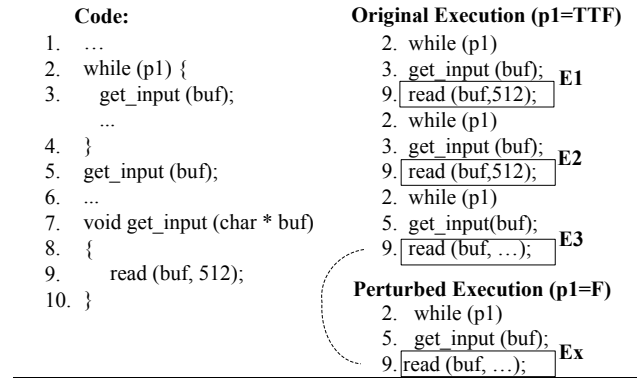 Code:
1. …
2. while (p1) {
3. get_input (buf);
...
4. }
5. get_input (buf);
6. ...
7. void get_input (char * buf)
8. {
9. read (buf, 512);
10. }
Original Execution (p1=TTF)
2. while (p1)
3. get_input (buf);
9. read (buf,512); E1
2. while (p1)
3. get_input (buf);
9. read (buf,512); E2
2. while (p1)
5. get_input(buf);
9. read (buf, …); E3
Perturbed Execution (p1=F)
2. while (p1)
5. get_input (buf);
9. read (buf, …); Ex